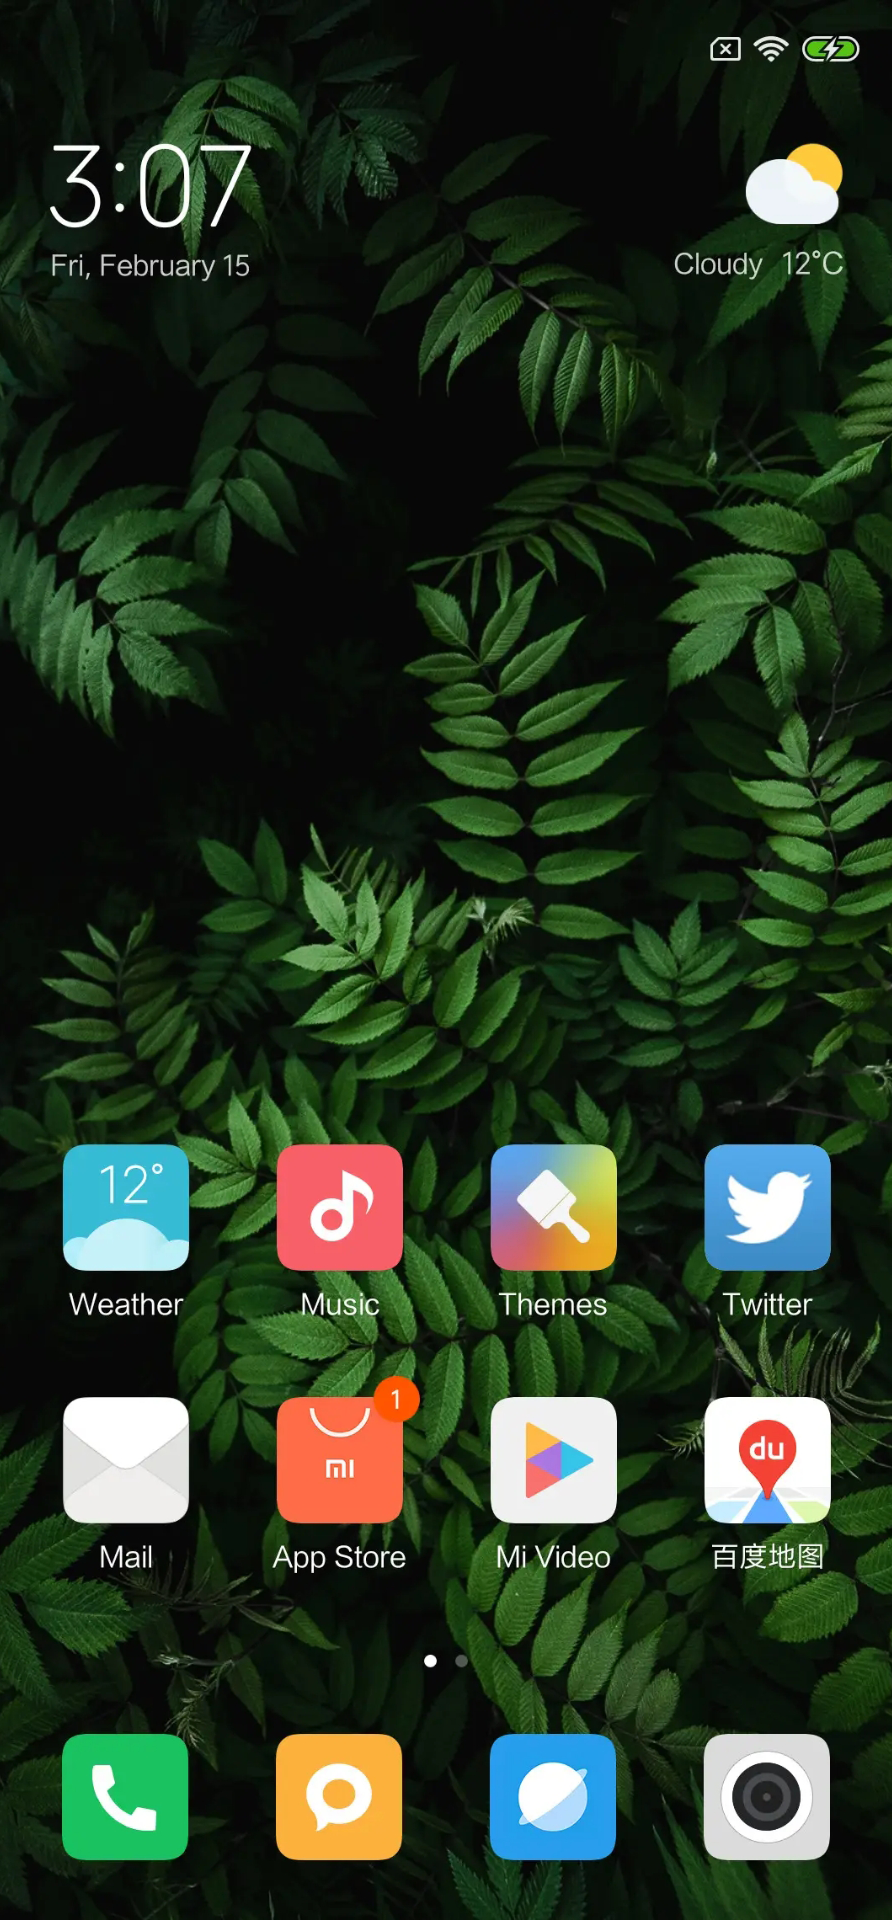 3:07
Fri, February 15
Cloudy 12°C
12°
Weather
Music
Themes
Twitter
1
mi
du
Mail
App Store
Mi Video
百度地图